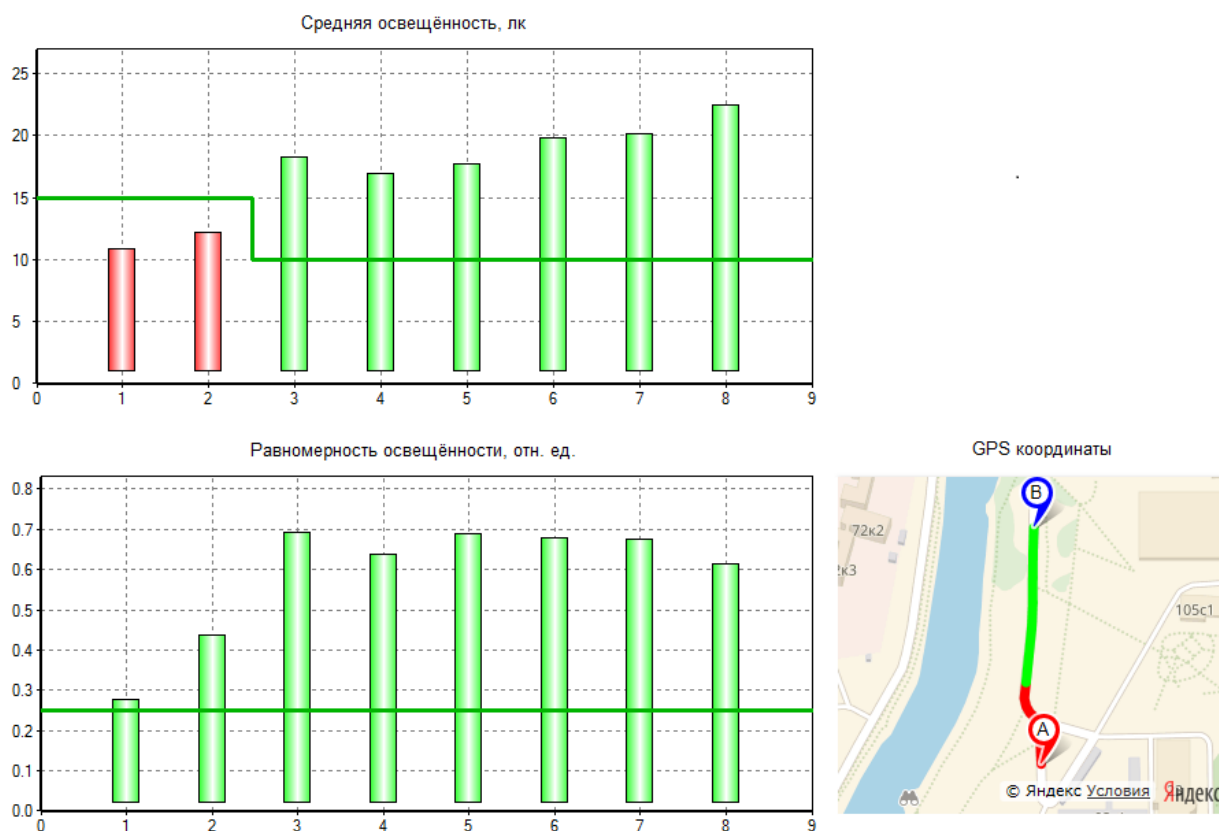 Средняя освещённость, лк
25
20
15
10
5
0
0 1 2 3 4 5 6 7 8 9
Равномерность освещённости, отн. ед.
0.8
0.7
0.6
0.5
0.4
0.3
0.2
0.1
0.0
0 1 2 3 4 5 6 7 8 9
GPS координаты
B
72к2
105с1
A
© Яндекс Условия